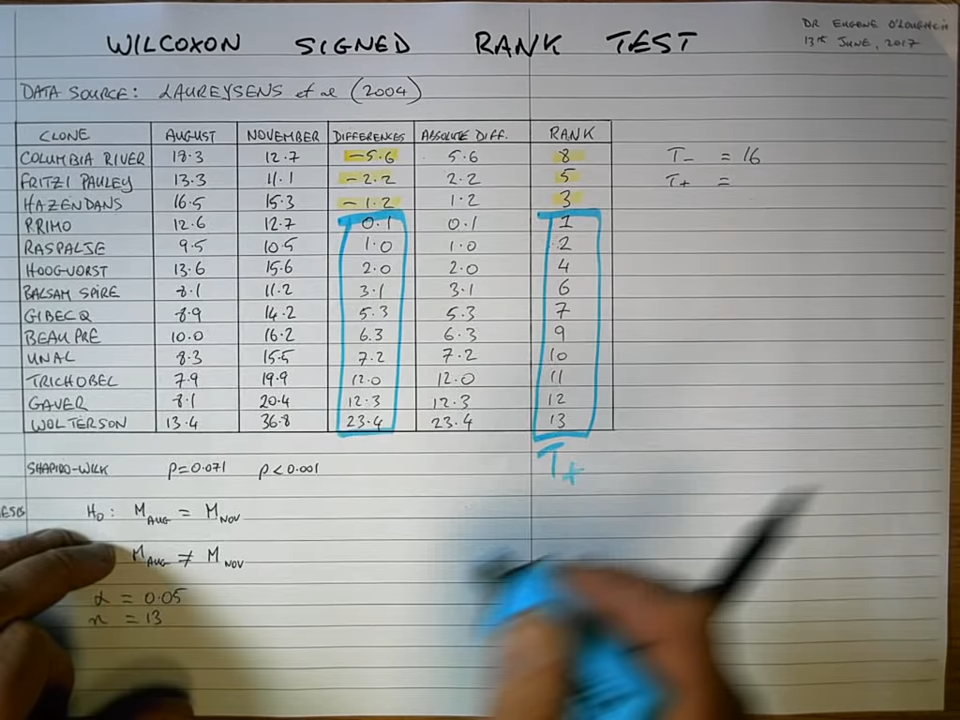 WILCOXON SIGNED RANK TEST
DR EUGENE O'LOUGHLIN
13TH JUNE, 2017
DATA SOURCE: LAUREYSENS et al (2004)
CLONE AUGUST NOVEMBER DIFFERENCES ABSOLUTE DIFF. RANK
COLUMBIA RIVER 18.3 12.7 -5.6 5.6 8
FRITZI PAULEY 13.3 11.1 -2.2 2.2 5
HAZENDANS 16.5 15.3 -1.2 1.2 3
PRIMO 12.6 12.7 0.1 0.1 1
RASPALJE 9.5 10.5 1.0 1.0 2
HOOGVORST 13.6 15.6 2.0 2.0 4
BALSAM SPIRE 8.1 11.2 3.1 3.1 6
GIBECQ 8.9 14.2 5.3 5.3 7
BEAUPRE 10.0 16.2 6.3 6.3 9
UNAL 8.3 15.5 7.2 7.2 10
TRICHOBEL 7.9 19.9 12.0 12.0 11
GAVER 8.1 20.4 12.3 12.3 12
WOLTERSON 13.4 36.8 23.4 23.4 13
T- = 16
T+ =
T+
SHAPIRO-WILK P=0.071 P<0.001
H0: MAUG = MNOV
MAUG ≠ MNOV
α = 0.05
n = 13